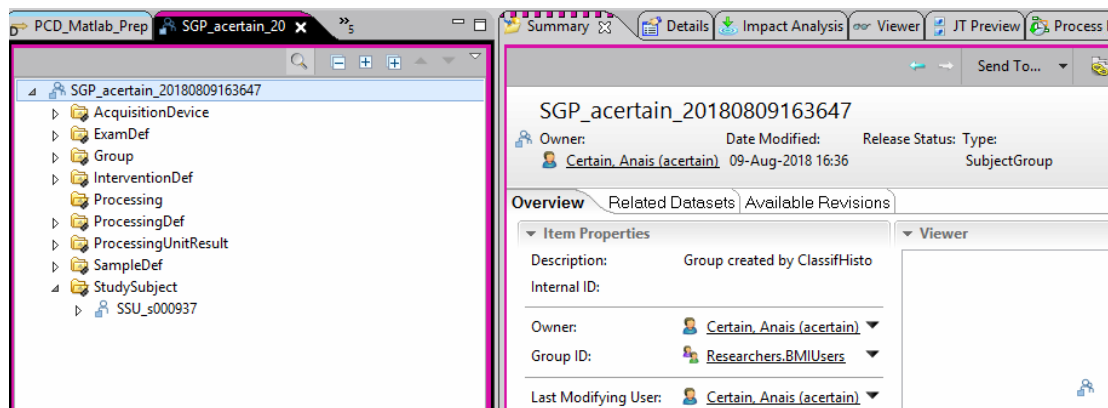 PCD_Matlab_Prep
SGP_acertain_20
»5
Summary
Details
Impact Analysis
Viewer
JT Preview
Process
Send To...
SGP_acertain_20180809163647
AcquisitionDevice
ExamDef
Group
InterventionDef
Processing
ProcessingDef
ProcessingUnitResult
SampleDef
StudySubject
SSU_s000937
SGP_acertain_20180809163647
Owner: Date Modified: Release Status: Type:
Certain, Anais (acertain) 09-Aug-2018 16:36 SubjectGroup
Overview Related Datasets Available Revisions
Item Properties
Description: Group created by ClassifHisto
Internal ID:
Owner: Certain, Anais (acertain)
Group ID: Researchers.BMIUsers
Last Modifying User: Certain, Anais (acertain)
Viewer